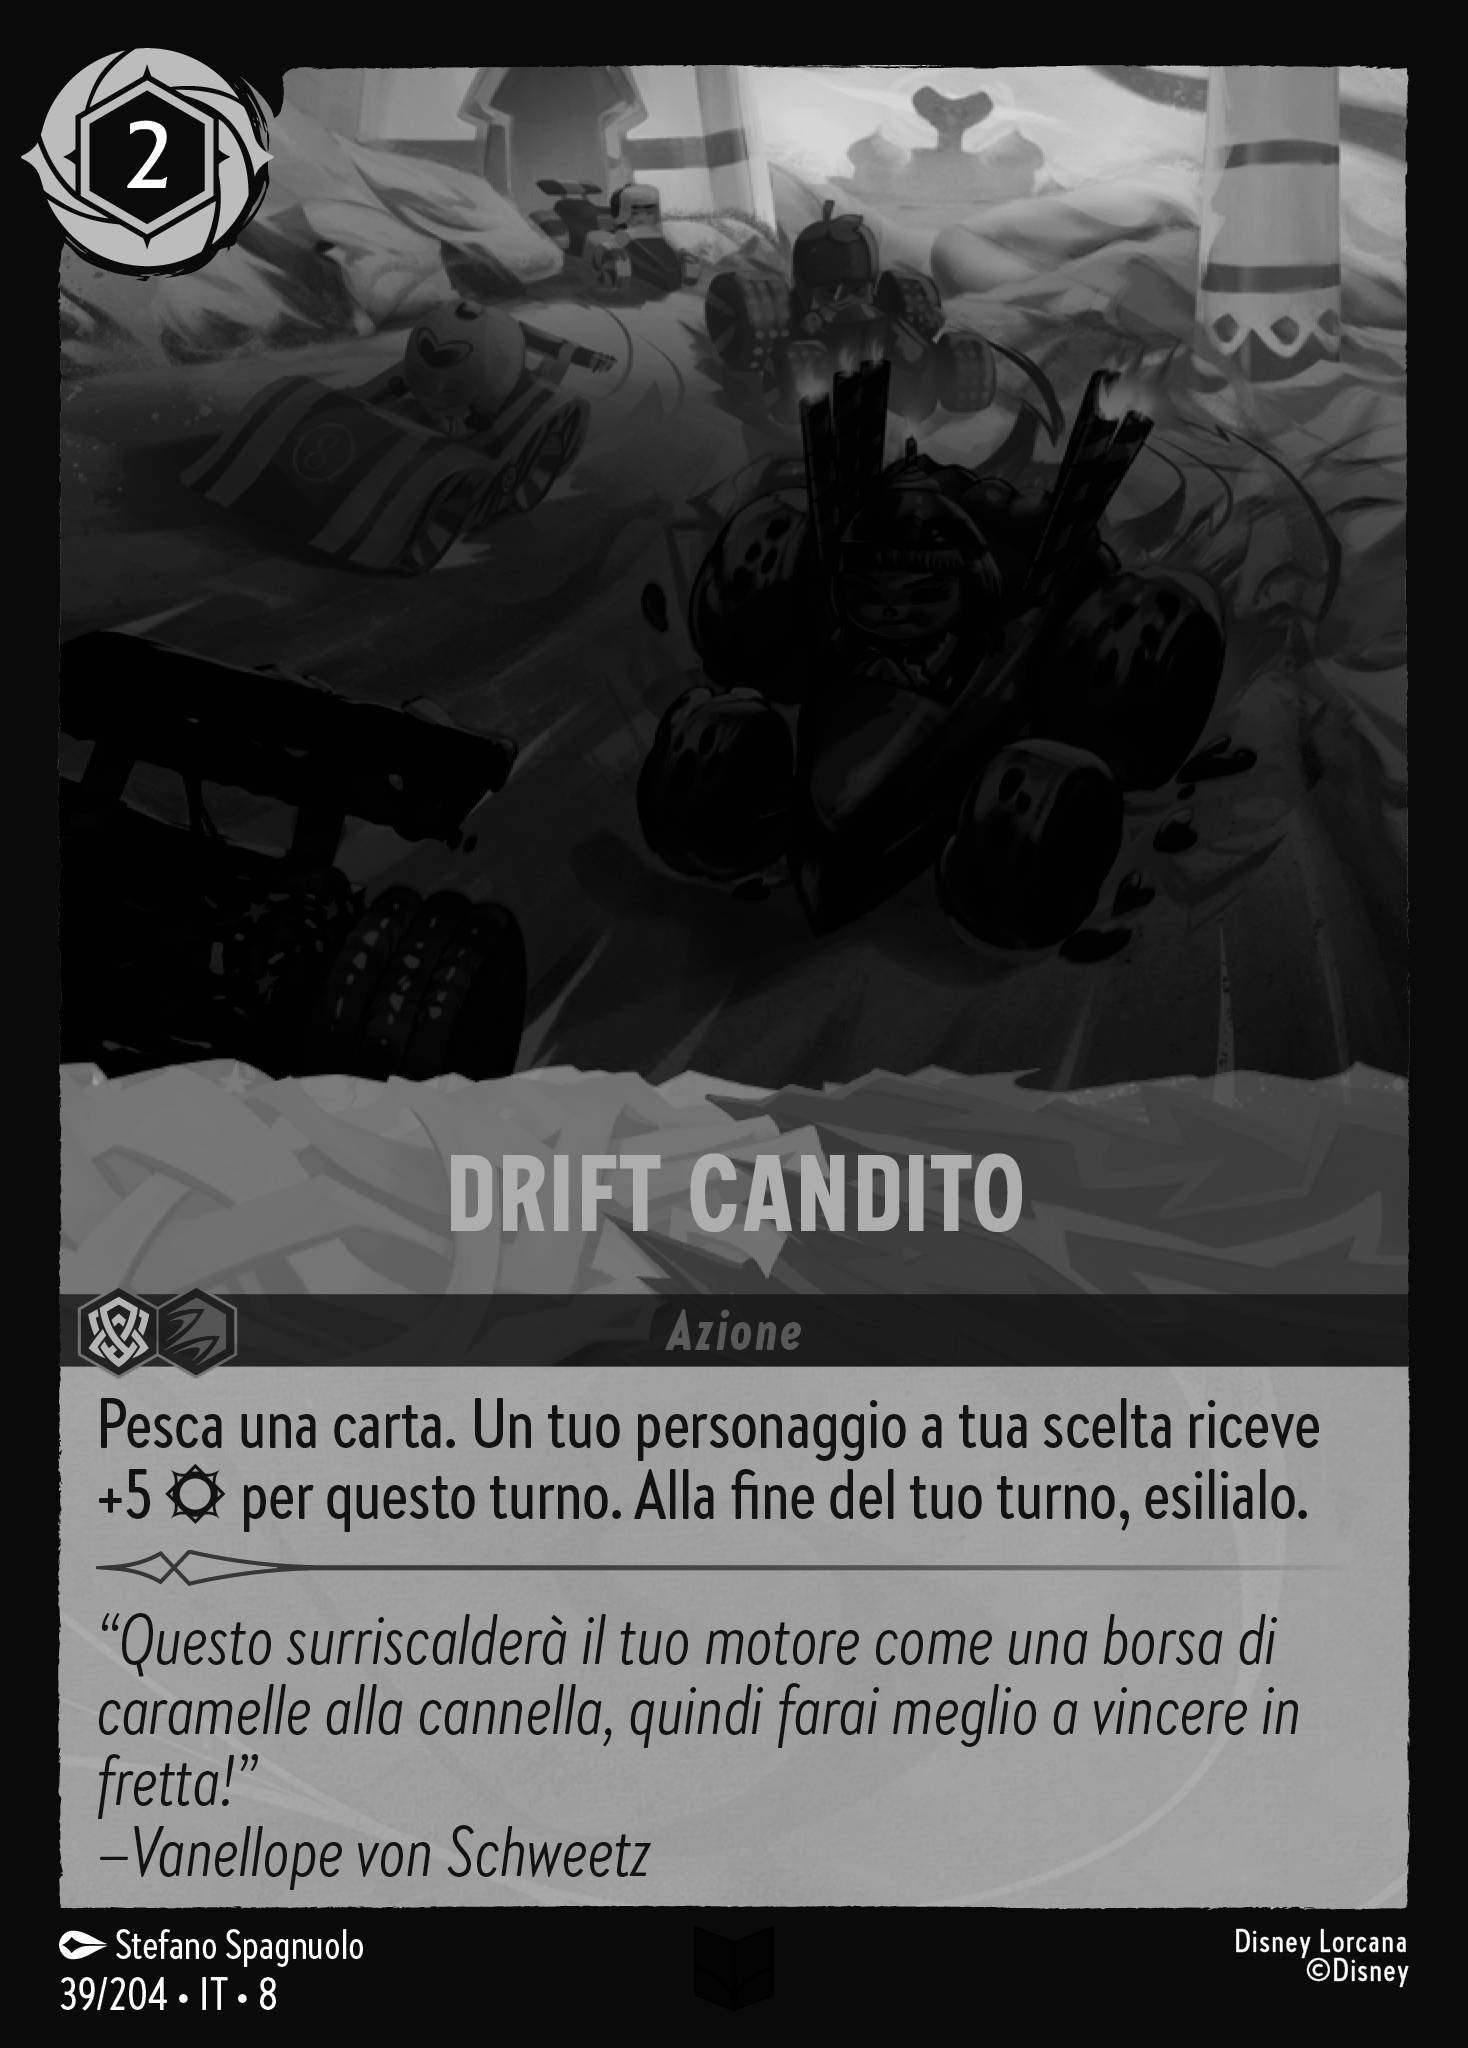 2
DRIFT CANDITO
Azione
Pesca una carta. Un tuo personaggio a tua scelta riceve
+5 per questo turno. Alla fine del tuo turno, esilialo.
“Questo surriscalderà il tuo motore come una borsa di
caramelle alla cannella, quindi farai meglio a vincere in
fretta!”
–Vanellope von Schweetz
Stefano Spagnuolo
39/204 • IT • 8
Disney Lorcana
©Disney